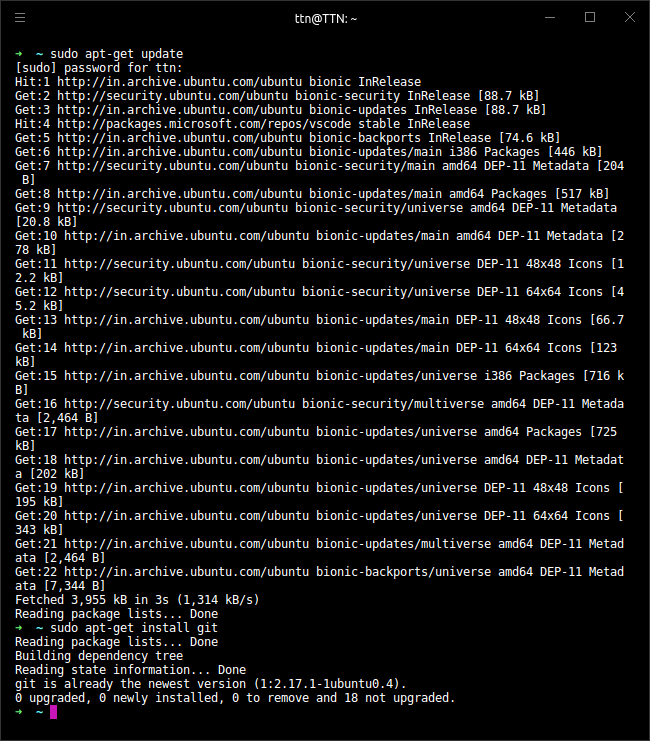 ttn@TTN: ~
➜  ~ sudo apt-get update
[sudo] password for ttn:
Hit:1 http://in.archive.ubuntu.com/ubuntu bionic InRelease
Get:2 http://security.ubuntu.com/ubuntu bionic-security InRelease [88.7 kB]
Get:3 http://in.archive.ubuntu.com/ubuntu bionic-updates InRelease [88.7 kB]
Hit:4 http://packages.microsoft.com/repos/vscode stable InRelease
Get:5 http://in.archive.ubuntu.com/ubuntu bionic-backports InRelease [74.6 kB]
Get:6 http://in.archive.ubuntu.com/ubuntu bionic-updates/main i386 Packages [446 kB]
Get:7 http://security.ubuntu.com/ubuntu bionic-security/main amd64 DEP-11 Metadata [204
 B]
Get:8 http://in.archive.ubuntu.com/ubuntu bionic-updates/main amd64 Packages [517 kB]
Get:9 http://security.ubuntu.com/ubuntu bionic-security/universe amd64 DEP-11 Metadata
[20.8 kB]
Get:10 http://in.archive.ubuntu.com/ubuntu bionic-updates/main amd64 DEP-11 Metadata [2
78 kB]
Get:11 http://security.ubuntu.com/ubuntu bionic-security/universe DEP-11 48x48 Icons [1
2.2 kB]
Get:12 http://security.ubuntu.com/ubuntu bionic-security/universe DEP-11 64x64 Icons [4
5.2 kB]
Get:13 http://in.archive.ubuntu.com/ubuntu bionic-updates/main DEP-11 48x48 Icons [66.7
 kB]
Get:14 http://in.archive.ubuntu.com/ubuntu bionic-updates/main DEP-11 64x64 Icons [123
kB]
Get:15 http://in.archive.ubuntu.com/ubuntu bionic-updates/universe i386 Packages [716 k
B]
Get:16 http://security.ubuntu.com/ubuntu bionic-security/multiverse amd64 DEP-11 Metada
ta [2,464 B]
Get:17 http://in.archive.ubuntu.com/ubuntu bionic-updates/universe amd64 Packages [725
kB]
Get:18 http://in.archive.ubuntu.com/ubuntu bionic-updates/universe amd64 DEP-11 Metadat
a [202 kB]
Get:19 http://in.archive.ubuntu.com/ubuntu bionic-updates/universe DEP-11 48x48 Icons [
195 kB]
Get:20 http://in.archive.ubuntu.com/ubuntu bionic-updates/universe DEP-11 64x64 Icons [
343 kB]
Get:21 http://in.archive.ubuntu.com/ubuntu bionic-updates/multiverse amd64 DEP-11 Metad
ata [2,464 B]
Get:22 http://in.archive.ubuntu.com/ubuntu bionic-backports/universe amd64 DEP-11 Metad
ata [7,344 B]
Fetched 3,955 kB in 3s (1,314 kB/s)
Reading package lists... Done
➜  ~ sudo apt-get install git
Reading package lists... Done
Building dependency tree
Reading state information... Done
git is already the newest version (1:2.17.1-1ubuntu0.4).
0 upgraded, 0 newly installed, 0 to remove and 18 not upgraded.
➜  ~